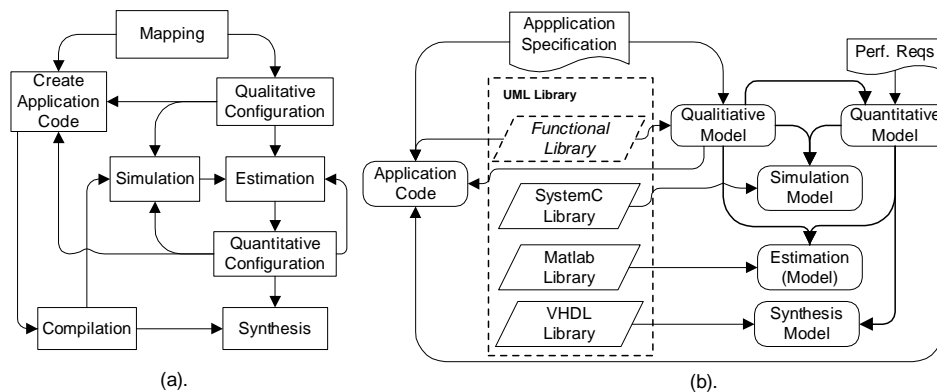 Mapping
Create
Application
Code
Qualitative
Configuration
Simulation
Estimation
Quantitative
Configuration
Compilation
Synthesis
(a).
Appplication
Specification
Perf. Reqs
UML Library
Functional
Library
Qualitiative
Model
Quantitative
Model
Application
Code
SystemC
Library
Simulation
Model
Matlab
Library
Estimation
(Model)
VHDL
Library
Synthesis
Model
(b).